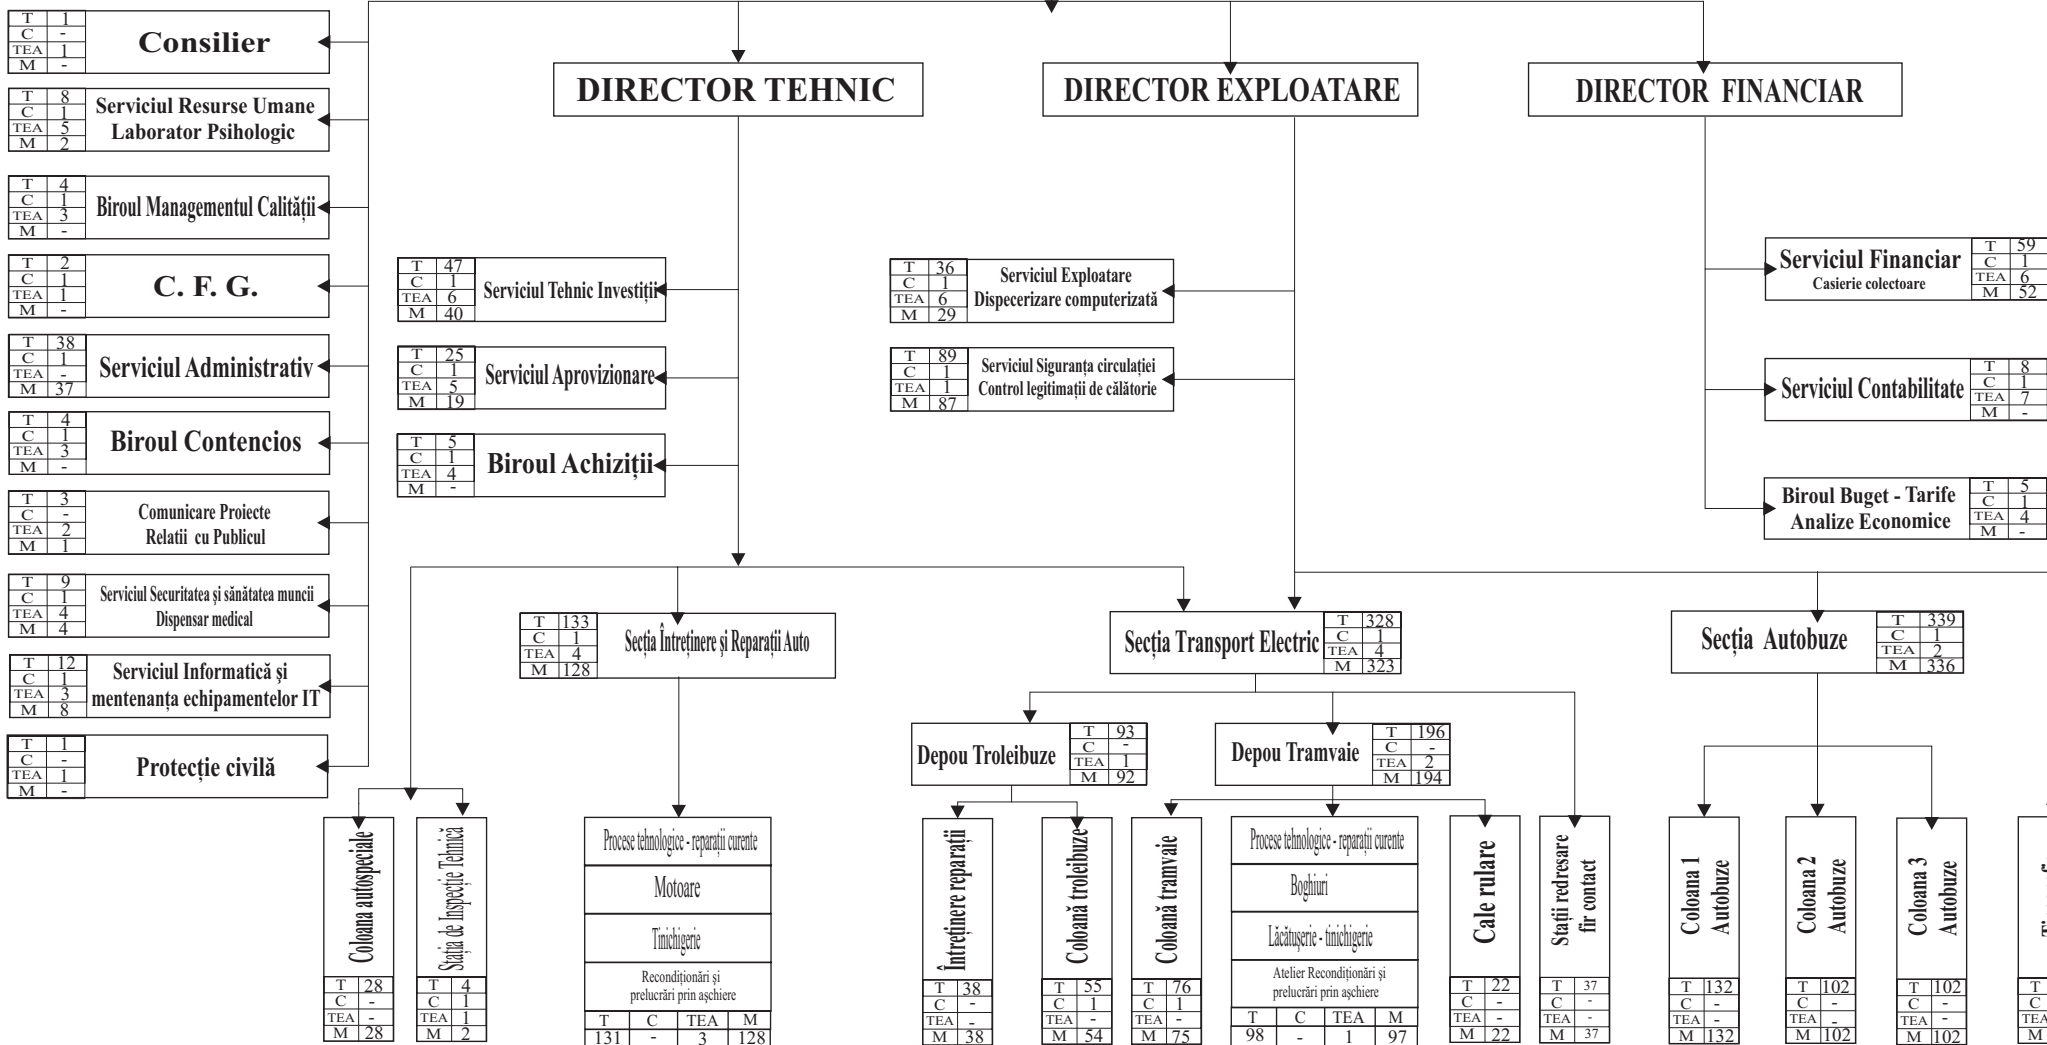 T 1
C -
TEA 1
M -
Consilier
T 8
C 1
TEA 5
M 2
Serviciul Resurse Umane
Laborator Psihologic
T 4
C 1
TEA 3
M -
Biroul Managementul Calității
T 2
C 1
TEA 1
M -
C. F. G.
T 38
C 1
TEA -
M 37
Serviciul Administrativ
T 4
C 1
TEA 3
M -
Biroul Contencios
T 3
C -
TEA 2
M 1
Comunicare Proiecte
Relatii cu Publicul
T 9
C 1
TEA 4
M 4
Serviciul Securitatea și sănătatea muncii
Dispensar medical
T 12
C 1
TEA 3
M 8
Serviciul Informatică și
mentenanța echipamentelor IT
T 1
C -
TEA 1
M -
Protecție civilă
DIRECTOR TEHNIC
T 47
C 1
TEA 6
M 40
Serviciul Tehnic Investiții
T 25
C 1
TEA 5
M 19
Serviciul Aprovizionare
T 5
C 1
TEA 4
M -
Biroul Achiziții
DIRECTOR EXPLOATARE
T 36
C 1
TEA 6
M 29
Serviciul Exploatare
Dispecerizare computerizată
T 89
C 1
TEA 1
M 87
Serviciul Siguranța circulației
Control legitimații de călătorie
DIRECTOR FINANCIAR
Serviciul Financiar
Casierie colectoare
T 59
C 1
TEA 6
M 52
Serviciul Contabilitate
T 8
C 1
TEA 7
M -
Biroul Buget - Tarife
Analize Economice
T 5
C 1
TEA 4
M -
T 133
C 1
TEA 4
M 128
Secția Întreținere și Reparații Auto
Secția Transport Electric
T 328
C 1
TEA 4
M 323
Secția Autobuze
T 339
C 1
TEA 2
M 336
Depou Troleibuze
T 93
C -
TEA 1
M 92
Depou Tramvaie
T 196
C -
TEA 2
M 194
Coloana autospeciale
T 28
C -
TEA -
M 28
Stația de Inspecție Tehnică
T 4
C 1
TEA 1
M 2
Procese tehnologice - reparații curente
Motoare
Tinichigerie
Recondiționări și
prelucrări prin așchiere
T C TEA M
131 - 3 128
Întreținere reparații
T 38
C -
TEA -
M 38
Coloană troleibuze
T 55
C 1
TEA -
M 54
Coloană tramvaie
T 76
C 1
TEA -
M 75
Procese tehnologice - reparații curente
Boghiuri
Lăcătușerie - tinichigerie
Atelier Recondiționări și
prelucrări prin așchiere
T C TEA M
98 - 1 97
Cale rulare
T 22
C -
TEA -
M 22
Stații redresare
fir contact
T 37
C -
TEA -
M 37
Coloana 1
Autobuze
T 132
C -
TEA -
M 132
Coloana 2
Autobuze
T 102
C -
TEA -
M 102
Coloana 3
Autobuze
T 102
C -
TEA -
M 102
T
C
TEA
M